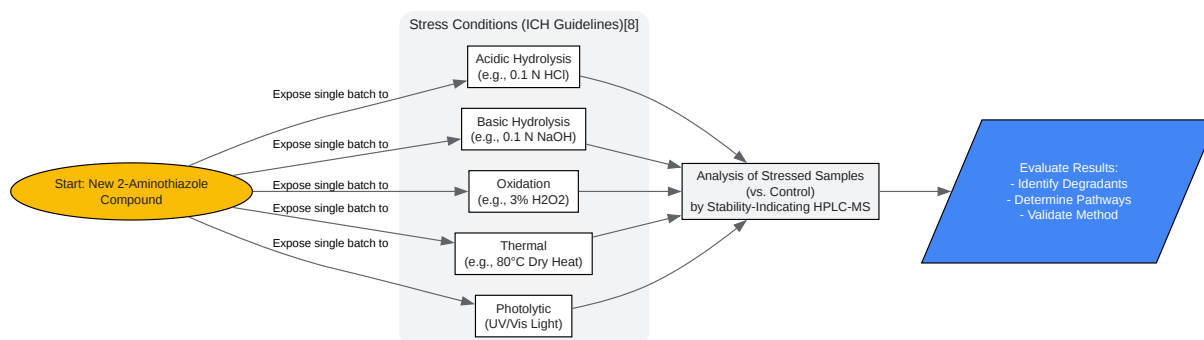 Stress Conditions (ICH Guidelines)[8]
Start: New 2-Aminothiazole
Compound
Expose single batch to
Expose single batch to
Expose single batch to
Expose single batch to
Expose single batch to
Acidic Hydrolysis
(e.g., 0.1 N HCl)
Basic Hydrolysis
(e.g., 0.1 N NaOH)
Oxidation
(e.g., 3% H2O2)
Thermal
(e.g., 80°C Dry Heat)
Photolytic
(UV/Vis Light)
Analysis of Stressed Samples
(vs. Control)
by Stability-Indicating HPLC-MS
Evaluate Results:
- Identify Degradants
- Determine Pathways
- Validate Method